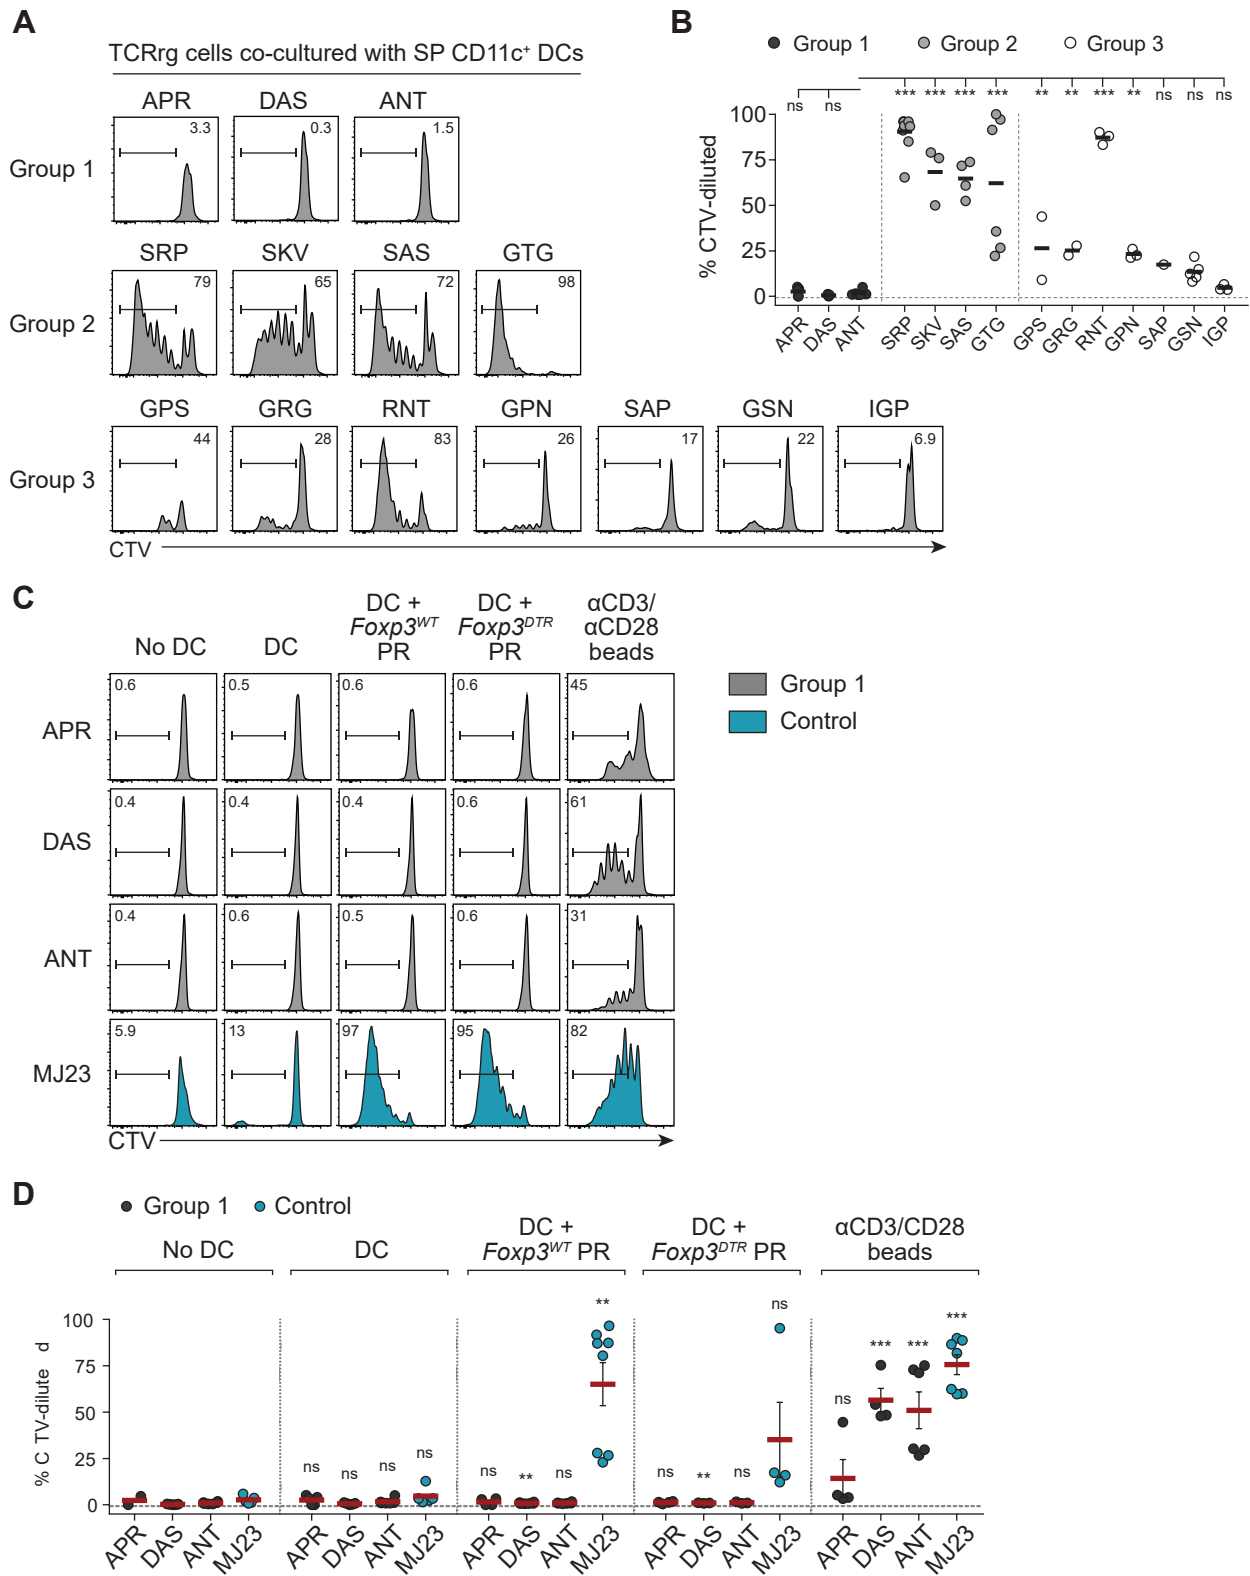 A
TCRrg cells co-cultured with SP CD11c⁺ DCs
APR DAS ANT
Group 1
3.3 0.3 1.5
SRP SKV SAS GTG
Group 2
79 65 72 98
GPS GRG RNT GPN SAP GSN IGP
Group 3
44 28 83 26 17 22 6.9
CTV
B
Group 1 Group 2 Group 3
ns ns *** *** *** *** ** ** *** ** ns ns ns
% CTV-diluted
100
75
50
25
0
APR DAS ANT SRP SKV SAS GTG GPS GRG RNT GPN SAP GSN IGP
C
No DC DC DC + Foxp3ᵂᵀ PR DC + Foxp3ᴰᵀᴿ PR αCD3/αCD28 beads
Group 1
Control
APR
0.6 0.5 0.6 0.6 45
DAS
0.4 0.4 0.4 0.6 61
ANT
0.4 0.6 0.5 0.6 31
MJ23
5.9 13 97 95 82
CTV
D
Group 1 Control
No DC DC DC + Foxp3ᵂᵀ PR DC + Foxp3ᴰᵀᴿ PR αCD3/CD28 beads
% C TV-dilute d
100
75
50
25
0
ns ns ns ns ns ** ns ** ns ** ns ns ns *** *** ***
APR DAS ANT MJ23 APR DAS ANT MJ23 APR DAS ANT MJ23 APR DAS ANT MJ23 APR DAS ANT MJ23